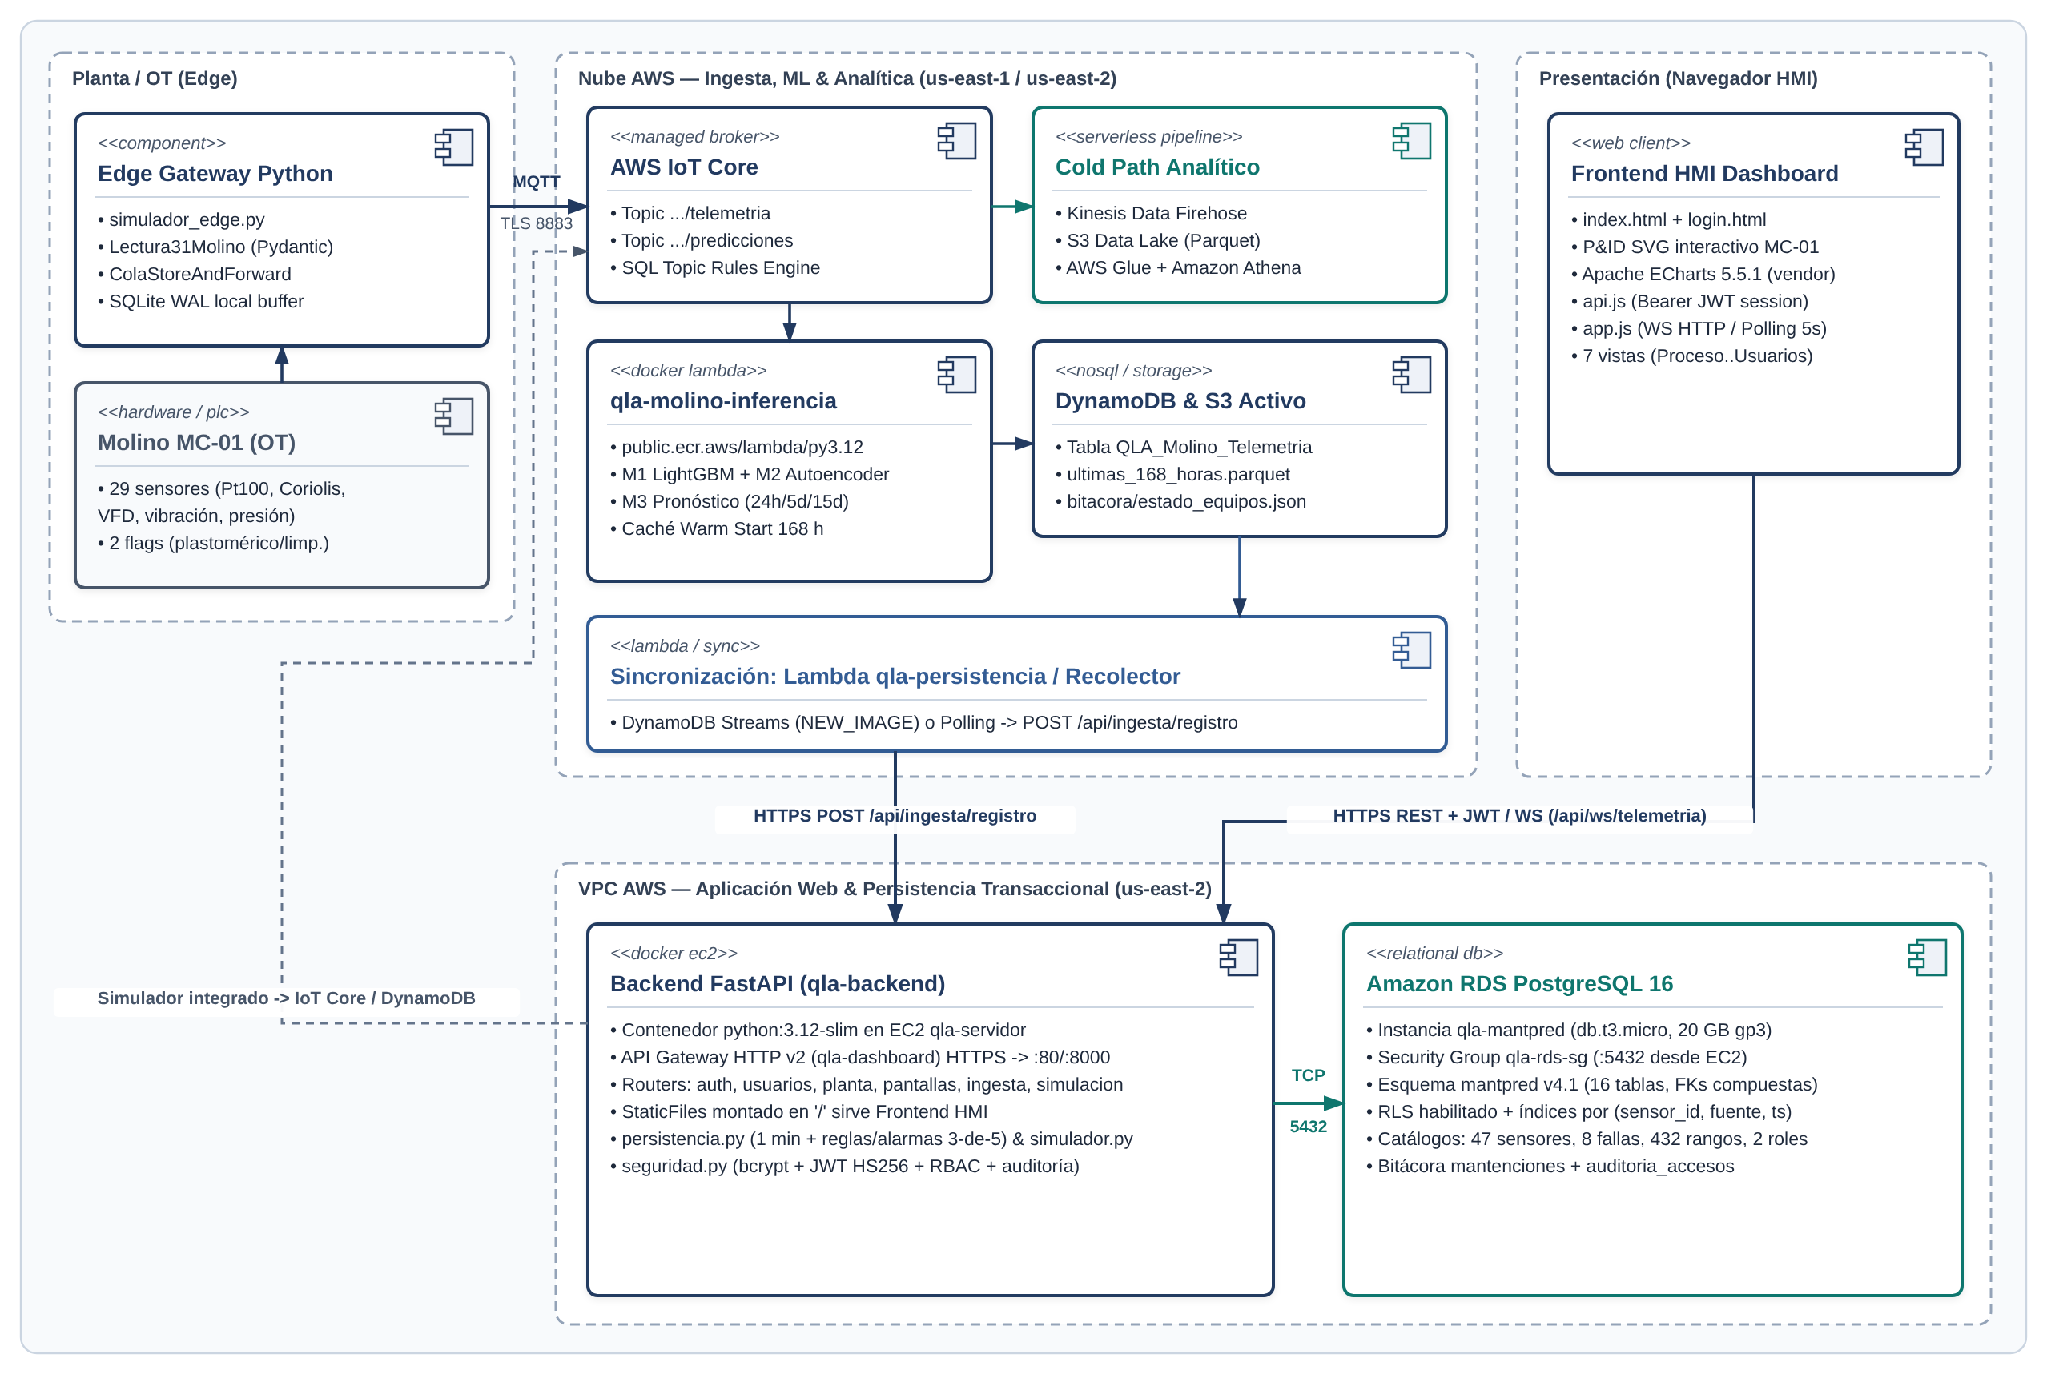 Planta / OT (Edge)
<<component>>
Edge Gateway Python
• simulador_edge.py
• Lectura31Molino (Pydantic)
• ColaStoreAndForward
• SQLite WAL local buffer
<<hardware / plc>>
Molino MC-01 (OT)
• 29 sensores (Pt100, Coriolis,
VFD, vibración, presión)
• 2 flags (plastomérico/limp.)
MQTT
TLS 8883
Nube AWS — Ingesta, ML & Analítica (us-east-1 / us-east-2)
<<managed broker>>
AWS IoT Core
• Topic .../telemetria
• Topic .../predicciones
• SQL Topic Rules Engine
<<serverless pipeline>>
Cold Path Analítico
• Kinesis Data Firehose
• S3 Data Lake (Parquet)
• AWS Glue + Amazon Athena
<<docker lambda>>
qla-molino-inferencia
• public.ecr.aws/lambda/py3.12
• M1 LightGBM + M2 Autoencoder
• M3 Pronóstico (24h/5d/15d)
• Caché Warm Start 168 h
<<nosql / storage>>
DynamoDB & S3 Activo
• Tabla QLA_Molino_Telemetria
• ultimas_168_horas.parquet
• bitacora/estado_equipos.json
<<lambda / sync>>
Sincronización: Lambda qla-persistencia / Recolector
• DynamoDB Streams (NEW_IMAGE) o Polling -> POST /api/ingesta/registro
Presentación (Navegador HMI)
<<web client>>
Frontend HMI Dashboard
• index.html + login.html
• P&ID SVG interactivo MC-01
• Apache ECharts 5.5.1 (vendor)
• api.js (Bearer JWT session)
• app.js (WS HTTP / Polling 5s)
• 7 vistas (Proceso..Usuarios)
HTTPS POST /api/ingesta/registro
HTTPS REST + JWT / WS (/api/ws/telemetria)
VPC AWS — Aplicación Web & Persistencia Transaccional (us-east-2)
<<docker ec2>>
Backend FastAPI (qla-backend)
• Contenedor python:3.12-slim en EC2 qla-servidor
• API Gateway HTTP v2 (qla-dashboard) HTTPS -> :80/:8000
• Routers: auth, usuarios, planta, pantallas, ingesta, simulacion
• StaticFiles montado en '/' sirve Frontend HMI
• persistencia.py (1 min + reglas/alarmas 3-de-5) & simulador.py
• seguridad.py (bcrypt + JWT HS256 + RBAC + auditoría)
Simulador integrado -> IoT Core / DynamoDB
TCP
5432
<<relational db>>
Amazon RDS PostgreSQL 16
• Instancia qla-mantpred (db.t3.micro, 20 GB gp3)
• Security Group qla-rds-sg (:5432 desde EC2)
• Esquema mantpred v4.1 (16 tablas, FKs compuestas)
• RLS habilitado + índices por (sensor_id, fuente, ts)
• Catálogos: 47 sensores, 8 fallas, 432 rangos, 2 roles
• Bitácora mantenciones + auditoria_accesos